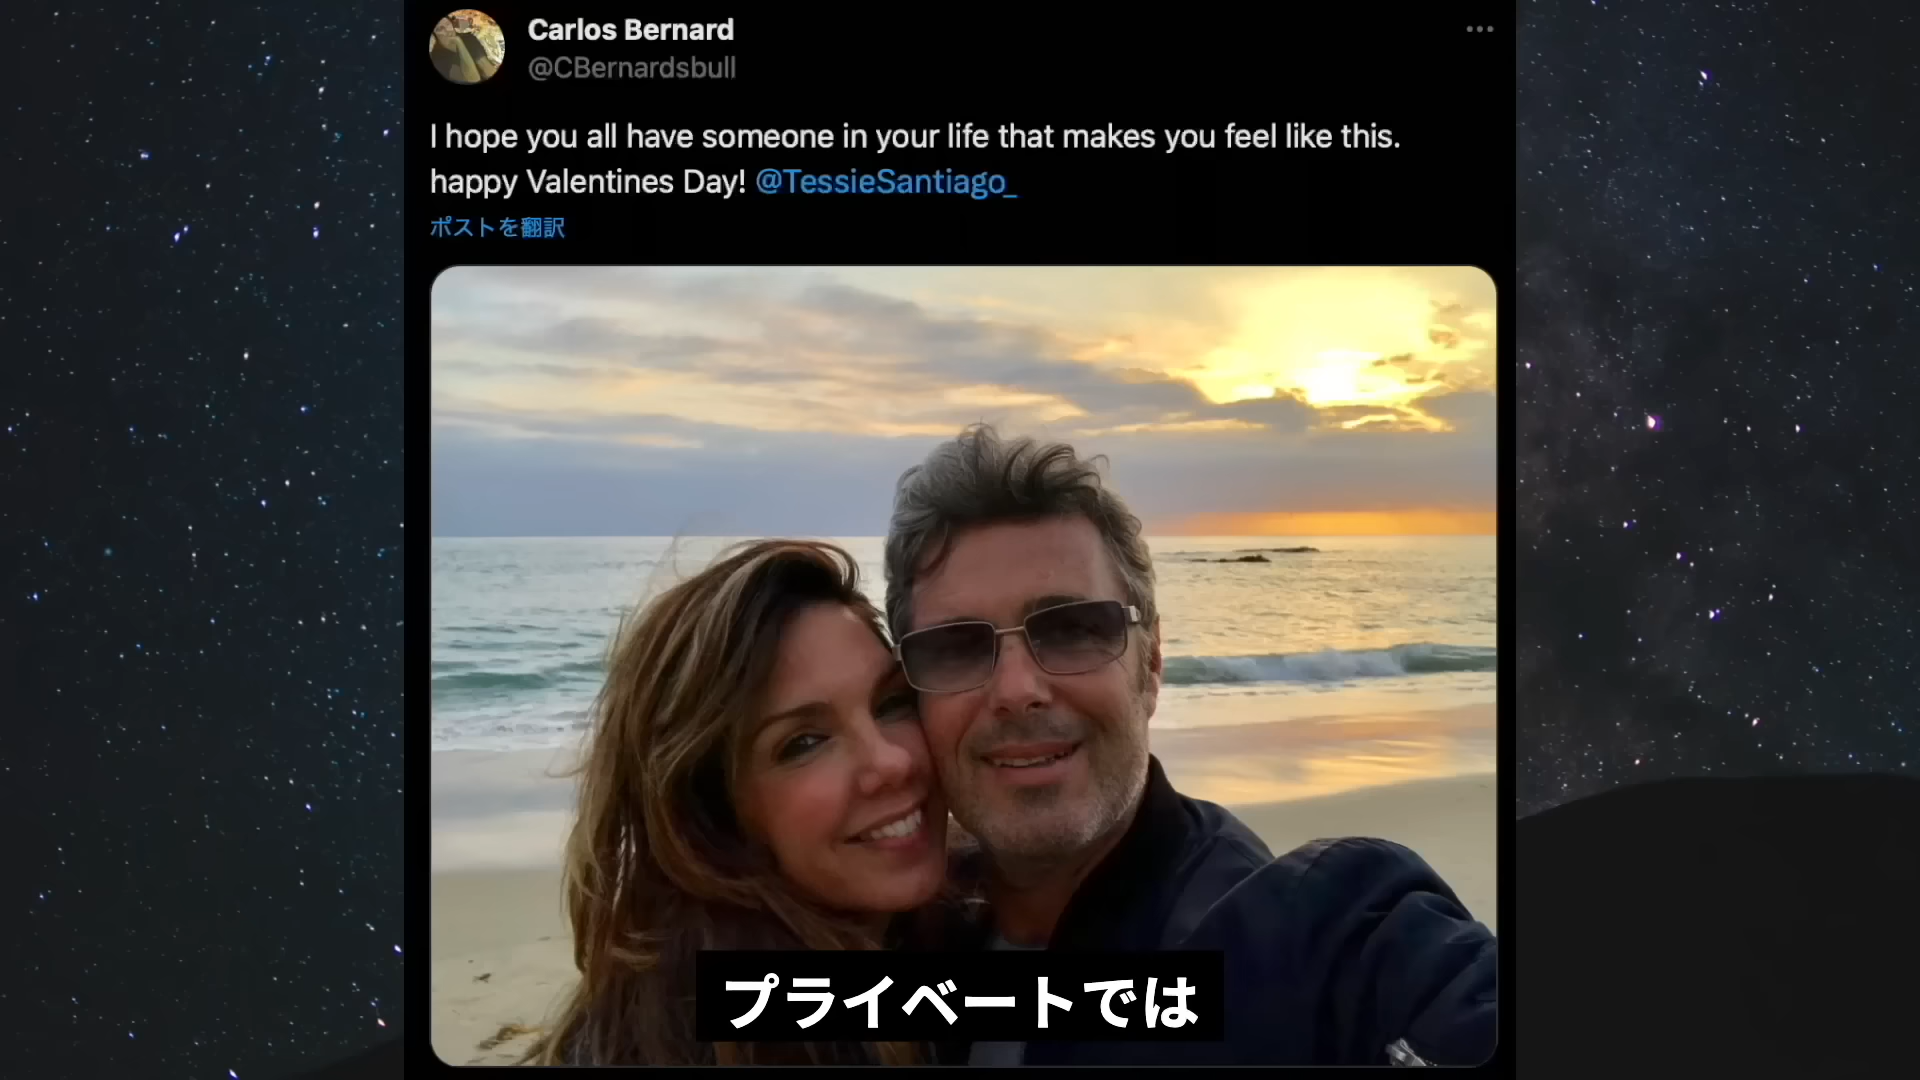 Carlos Bernard
@CBernardsbull
I hope you all have someone in your life that makes you feel like this.
happy Valentines Day! @TessieSantiago_
ポストを翻訳
プライベートでは